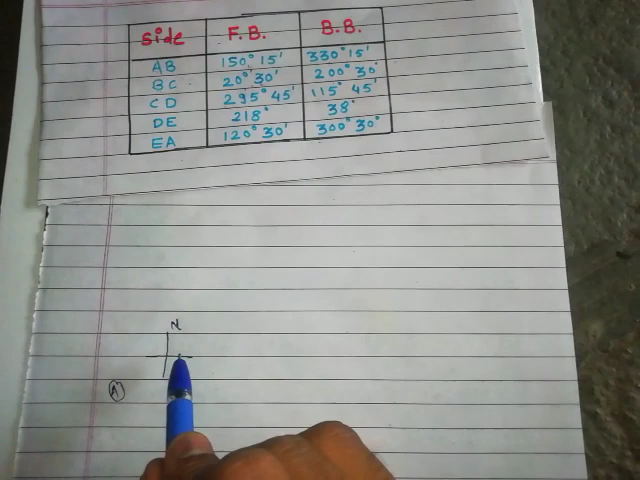 Side F.B. B.B.
AB 150° 15' 330° 15'
BC 20° 30' 200° 30'
CD 295° 45' 115° 45'
DE 218° 38°
EA 120° 30' 300° 30°
N
A